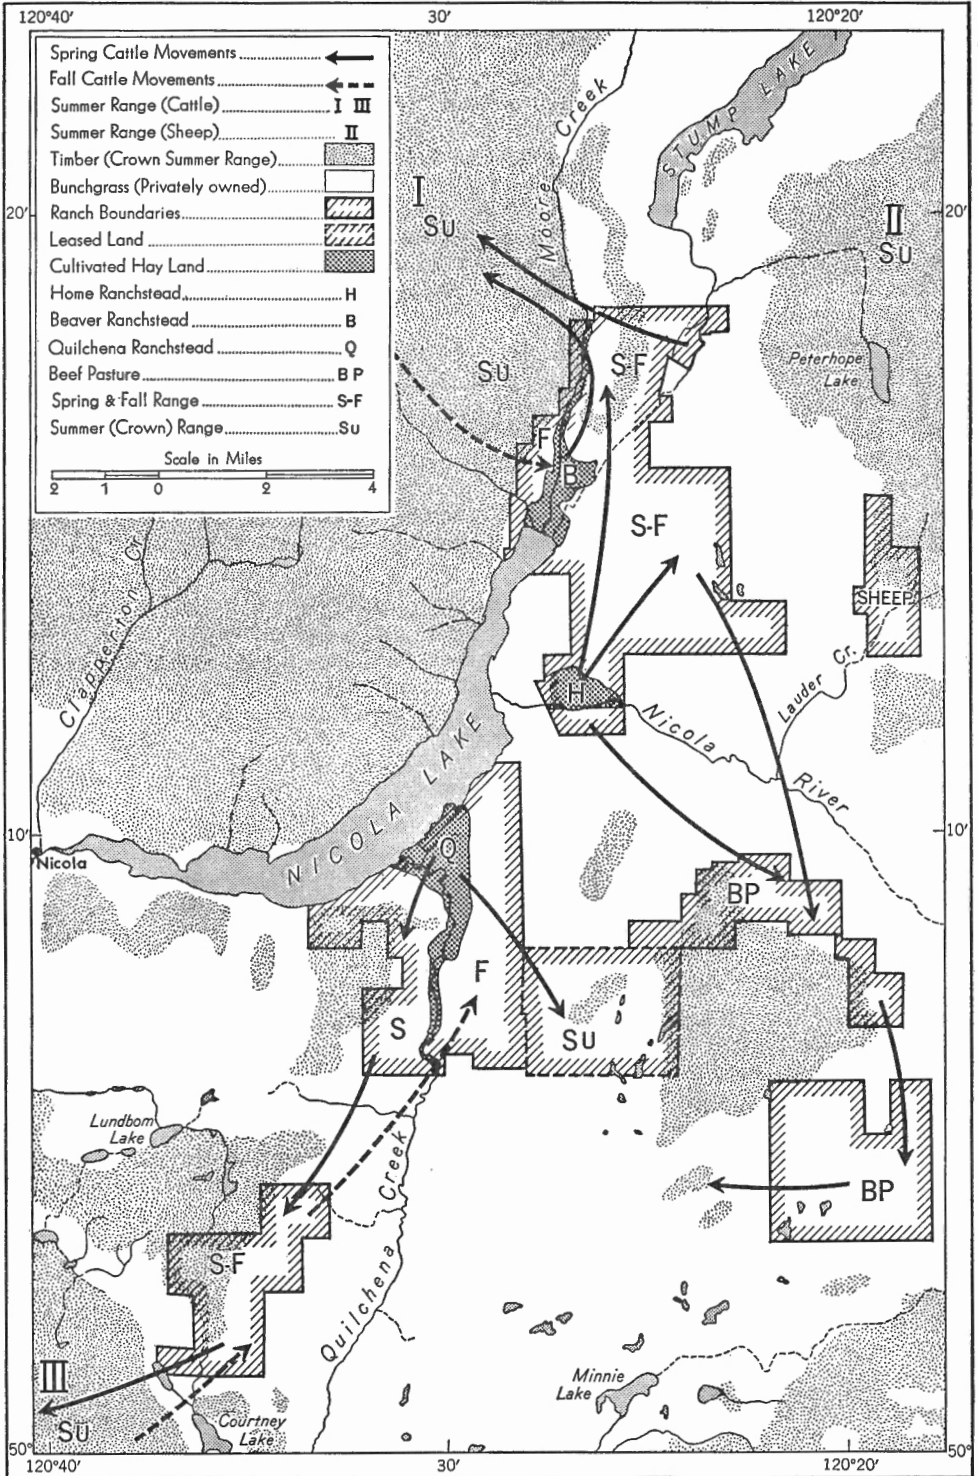 120°40′ 30′ 120°20′
Spring Cattle Movements
Fall Cattle Movements
Summer Range (Cattle) I III
Summer Range (Sheep) II
Timber (Crown Summer Range)
Bunchgrass (Privately owned)
Ranch Boundaries
Leased Land
Cultivated Hay Land
Home Ranchstead H
Beaver Ranchstead B
Quilchena Ranchstead Q
Beef Pasture B P
Spring & Fall Range S-F
Summer (Crown) Range Su
Scale in Miles
2 1 0 2 4
STUMP LAKE
Moore Creek
20′
20′
I
Su
II
Su
Peterhope
Lake
Su
S-F
F
B
S-F
SHEEP
Clapperton Cr.
Lauder Cr.
H
Nicola River
NICOLA LAKE
10′
10′
Nicola
Q
BP
F
S
Su
Lundbom
Lake
Quilchena Creek
BP
S-F
III
Su
Minnie
Lake
Courtney
Lake
50°
50°
120°40′ 30′ 120°20′